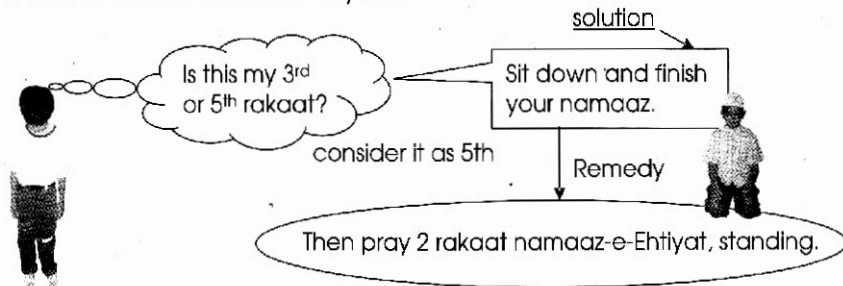 solution
Is this my 3rd
or 5th rakaat?
Sit down and finish
your namaaz.
consider it as 5th
Remedy
Then pray 2 rakaat namaaz-e-Ehtiyat, standing.